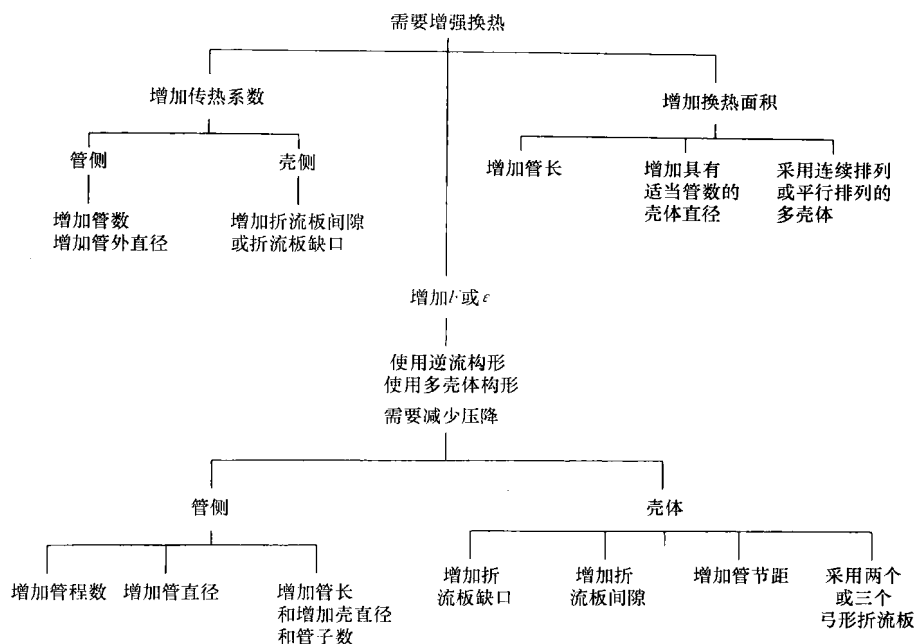 需要增强换热
增加传热系数
增加换热面积
管侧
壳侧
增加管长
增加具有
适当管数的
壳体直径
采用连续排列
或平行排列的
多壳体
增加管数
增加管外直径
增加折流板间隙
或折流板缺口
增加F或ε
使用逆流构形
使用多壳体构形
需要减少压降
管侧
壳体
增加管程数
增加管直径
增加管长
和增加壳直径
和管子数
增加折
流板缺口
增加折
流板间隙
增加管节距
采用两个
或三个
弓形折流板